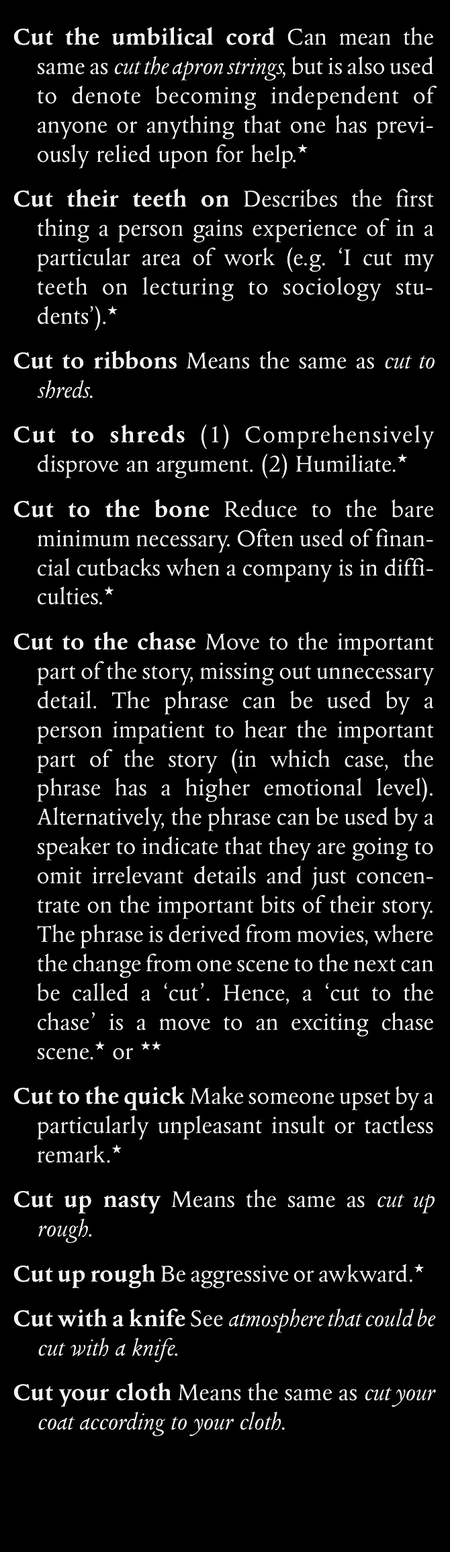 Cut the umbilical cord Can mean the
same as cut the apron strings, but is also used
to denote becoming independent of
anyone or anything that one has previ-
ously relied upon for help.★
Cut their teeth on Describes the first
thing a person gains experience of in a
particular area of work (e.g. ‘I cut my
teeth on lecturing to sociology stu-
dents’).★
Cut to ribbons Means the same as cut to
shreds.
Cut to shreds (1) Comprehensively
disprove an argument. (2) Humiliate.★
Cut to the bone Reduce to the bare
minimum necessary. Often used of finan-
cial cutbacks when a company is in diffi-
culties.★
Cut to the chase Move to the important
part of the story, missing out unnecessary
detail. The phrase can be used by a
person impatient to hear the important
part of the story (in which case, the
phrase has a higher emotional level).
Alternatively, the phrase can be used by a
speaker to indicate that they are going to
omit irrelevant details and just concen-
trate on the important bits of their story.
The phrase is derived from movies, where
the change from one scene to the next can
be called a ‘cut’. Hence, a ‘cut to the
chase’ is a move to an exciting chase
scene.★ or ★★
Cut to the quick Make someone upset by a
particularly unpleasant insult or tactless
remark.★
Cut up nasty Means the same as cut up
rough.
Cut up rough Be aggressive or awkward.★
Cut with a knife See atmosphere that could be
cut with a knife.
Cut your cloth Means the same as cut your
coat according to your cloth.